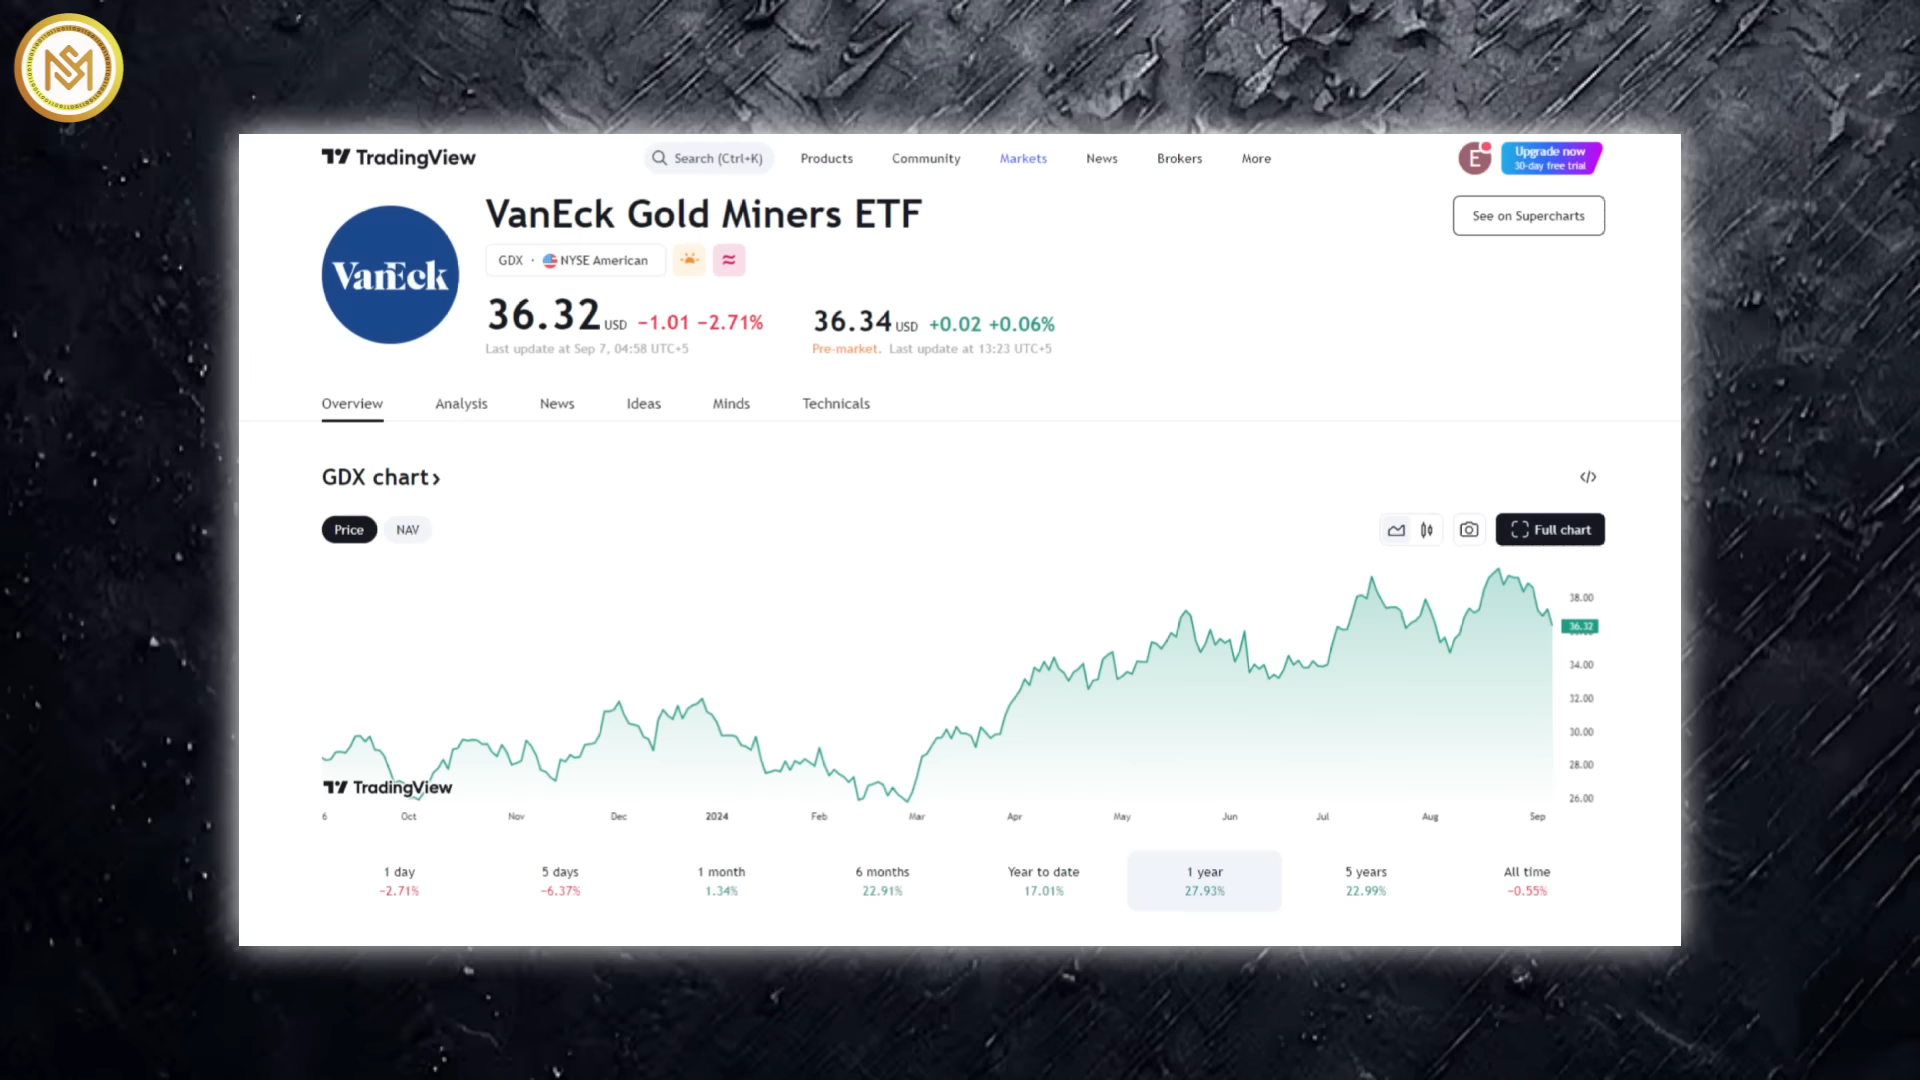 TradingView
Search (Ctrl+K)
Products
Community
Markets
News
Brokers
More
E
Upgrade now
30-day free trial
VanEck
VanEck Gold Miners ETF
See on Supercharts
GDX · NYSE American
36.32 USD −1.01 −2.71%
36.34 USD +0.02 +0.06%
Last update at Sep 7, 04:58 UTC+5
Pre-market. Last update at 13:23 UTC+5
Overview
Analysis
News
Ideas
Minds
Technicals
GDX chart›
</>
Price
NAV
Full chart
38.00
36.32
34.00
32.00
30.00
28.00
26.00
TradingView
6 Oct Nov Dec 2024 Feb Mar Apr May Jun Jul Aug Sep
1 day
−2.71%
5 days
−6.37%
1 month
1.34%
6 months
22.91%
Year to date
17.01%
1 year
27.93%
5 years
22.99%
All time
−0.55%